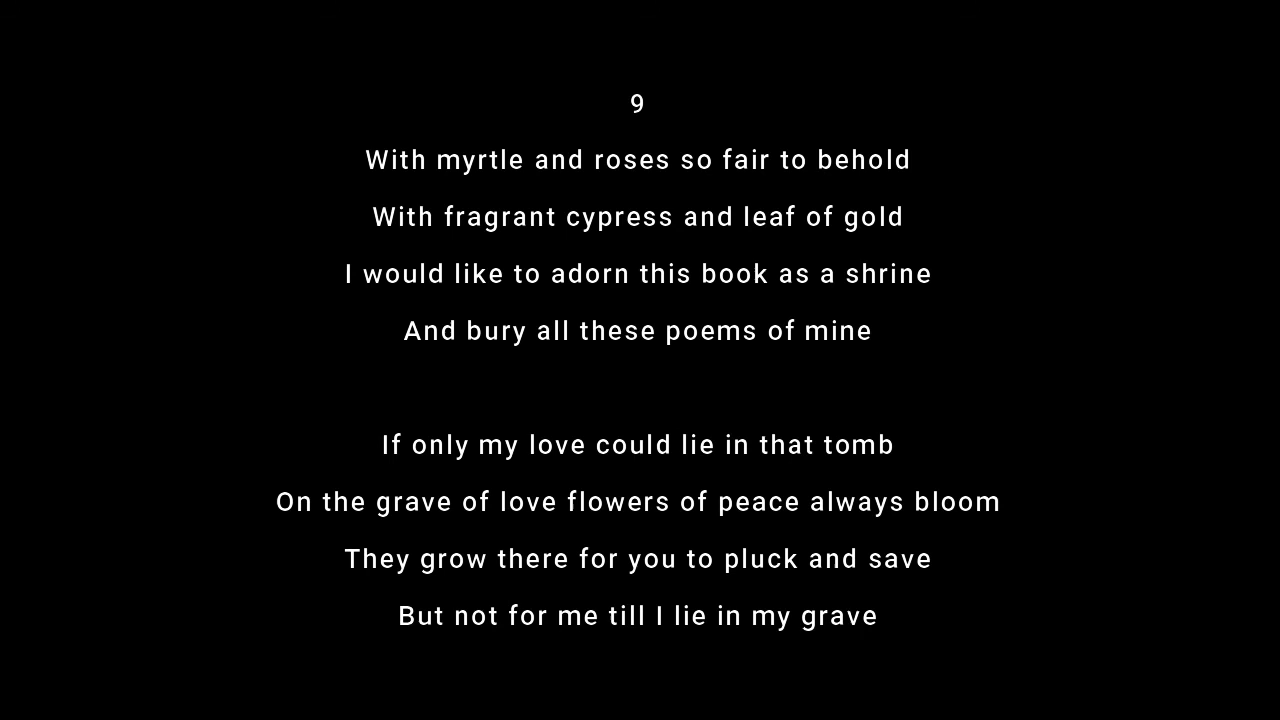 9
With myrtle and roses so fair to behold
With fragrant cypress and leaf of gold
I would like to adorn this book as a shrine
And bury all these poems of mine
If only my love could lie in that tomb
On the grave of love flowers of peace always bloom
They grow there for you to pluck and save
But not for me till I lie in my grave